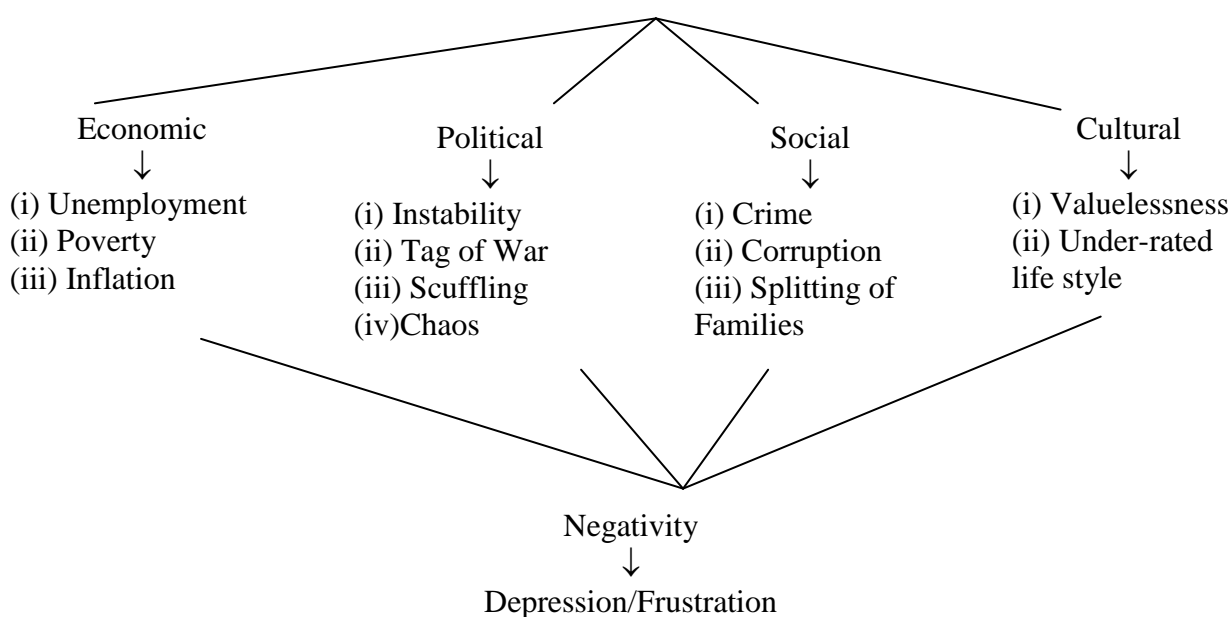 Economic
↓
(i) Unemployment
(ii) Poverty
(iii) Inflation
Political
↓
(i) Instability
(ii) Tag of War
(iii) Scuffling
(iv)Chaos
Social
↓
(i) Crime
(ii) Corruption
(iii) Splitting of
Families
Cultural
↓
(i) Valuelessness
(ii) Under-rated
life style
Negativity
↓
Depression/Frustration